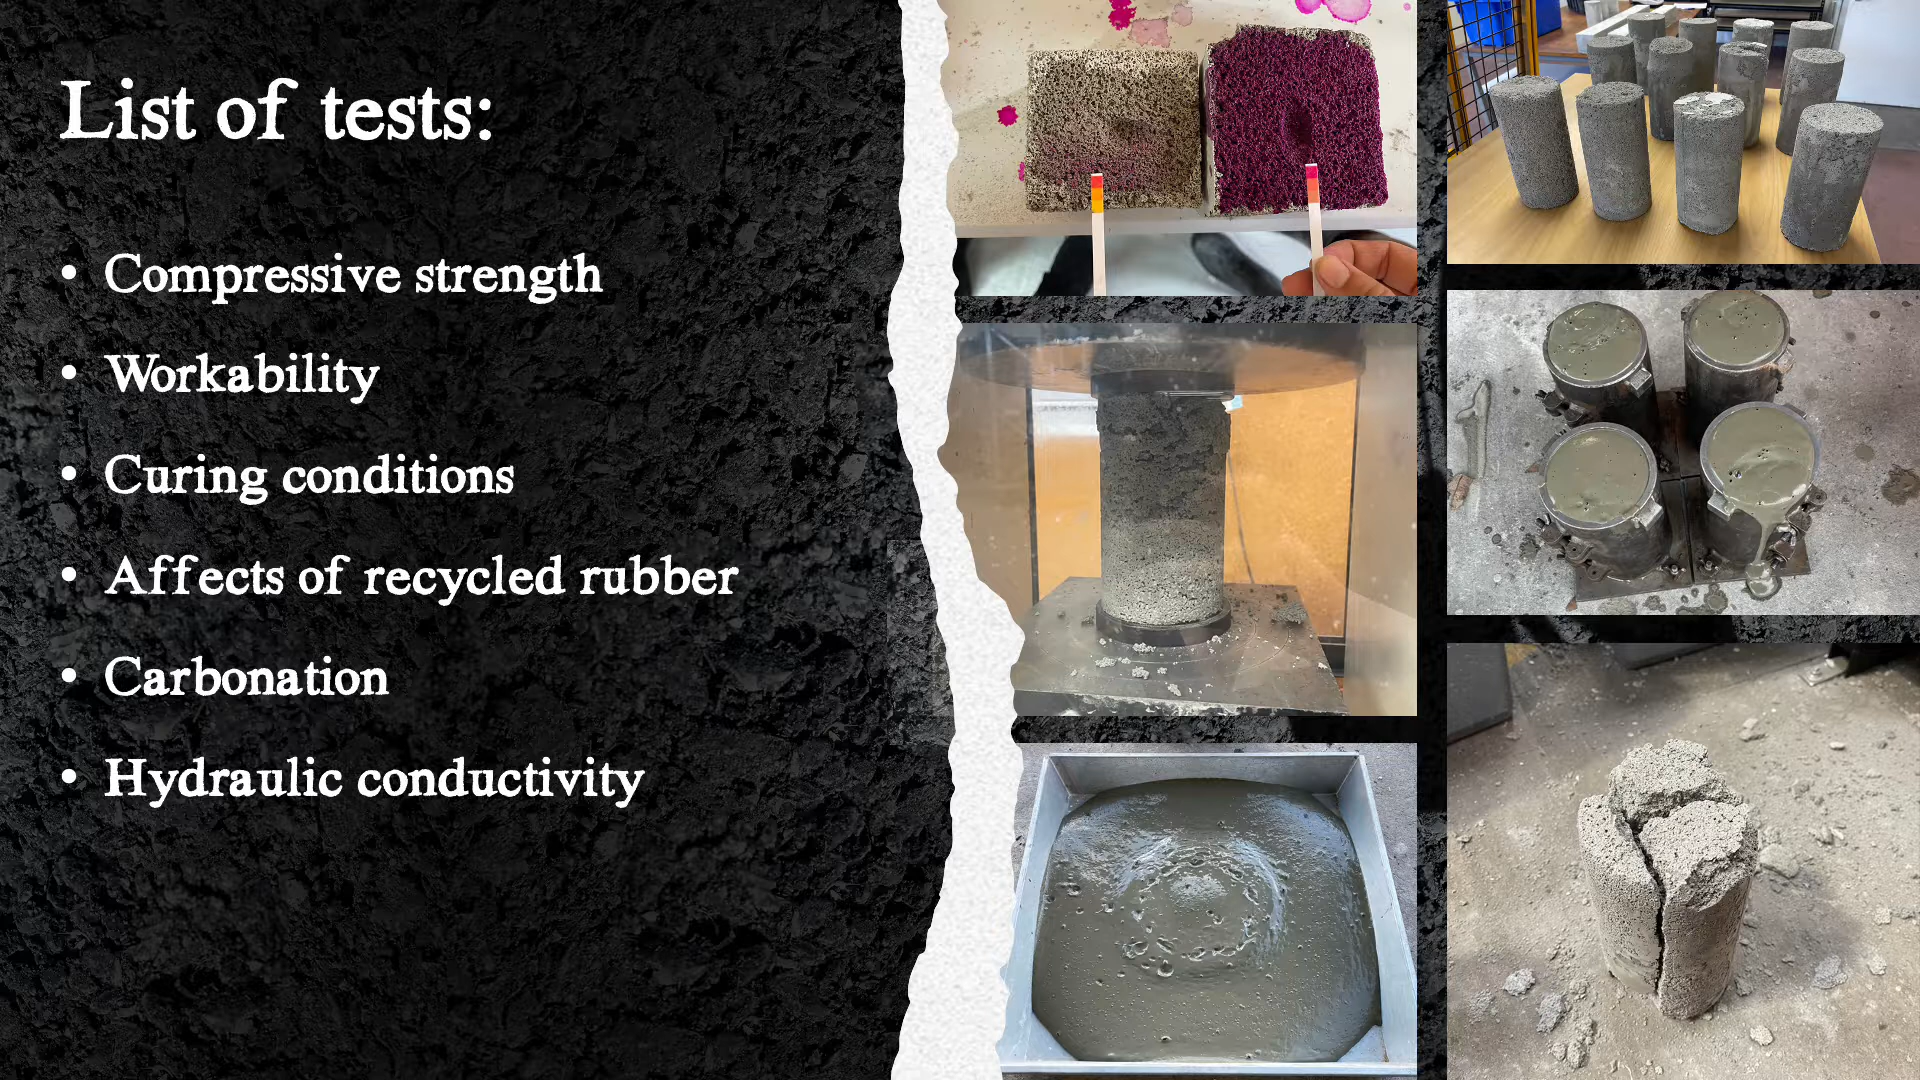 List of tests:
• Compressive strength
• Workability
• Curing conditions
• Affects of recycled rubber
• Carbonation
• Hydraulic conductivity